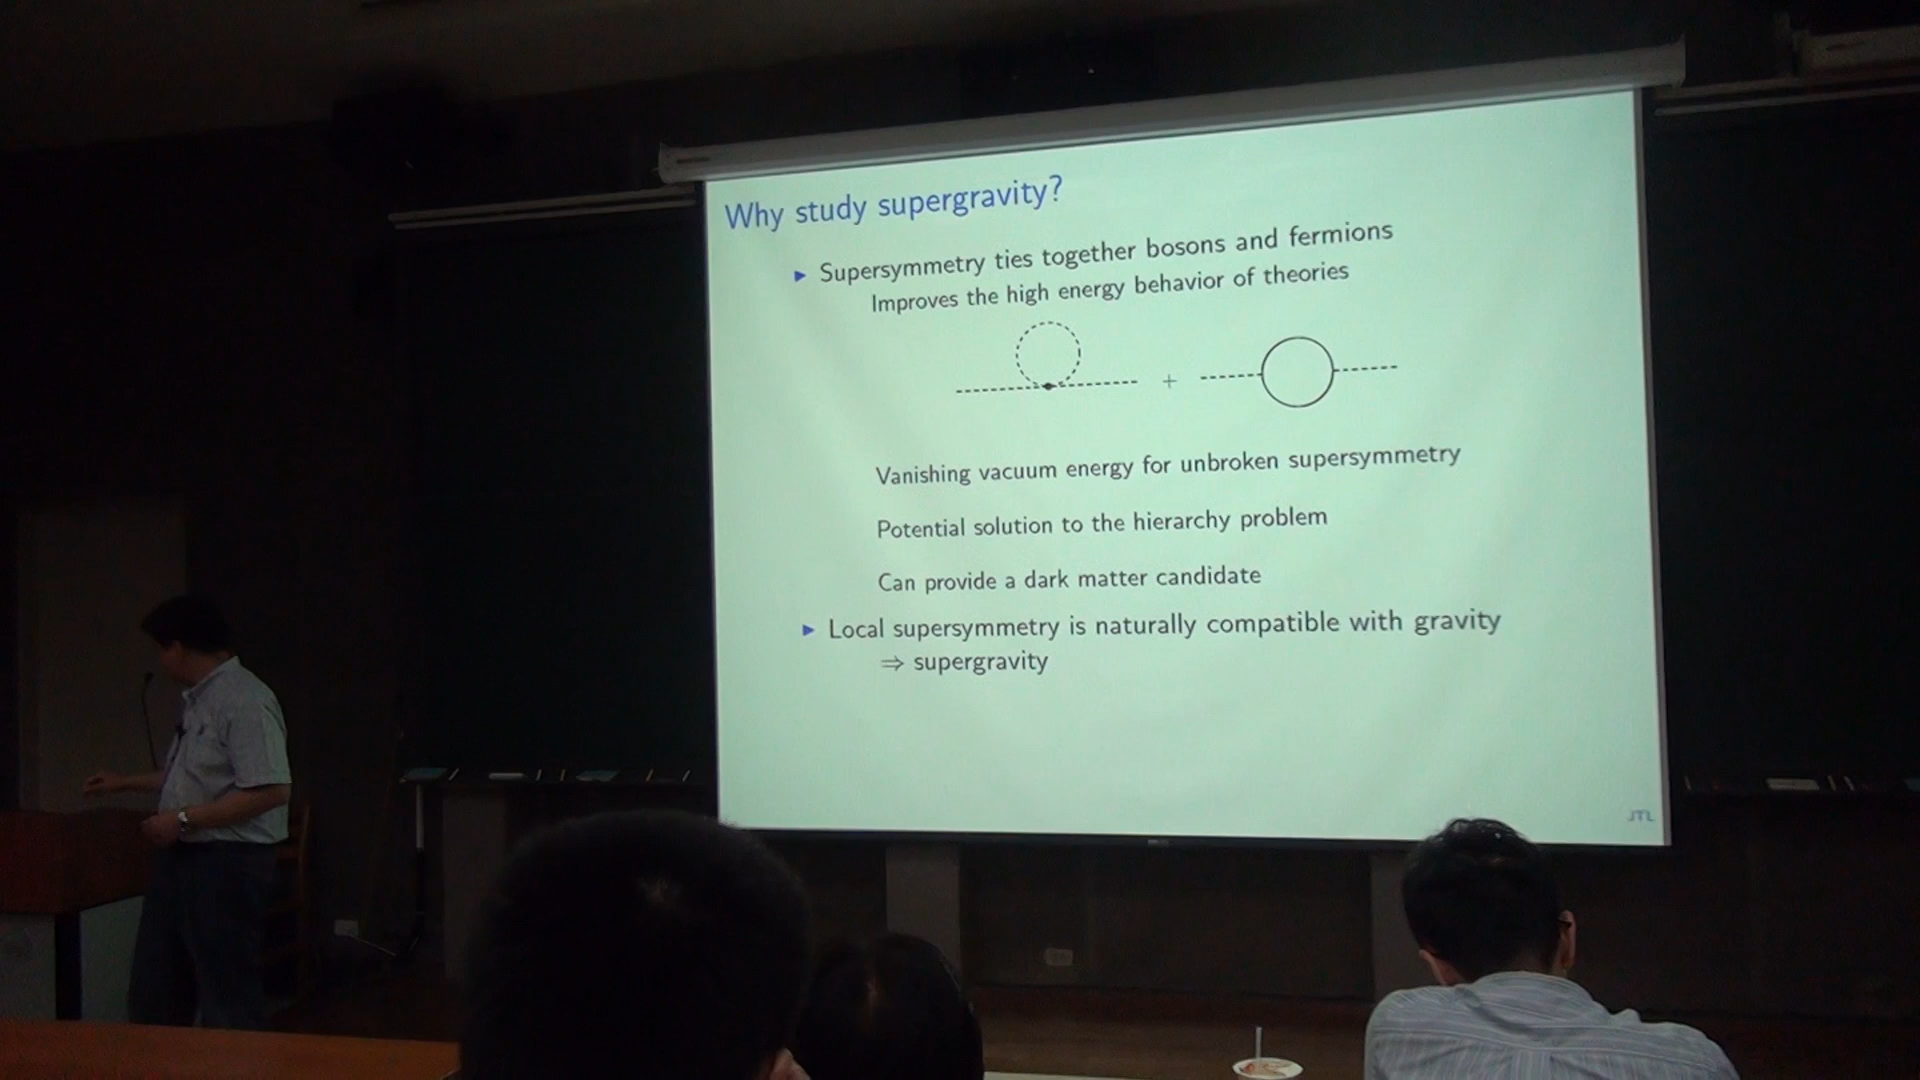 Why study supergravity?
▶ Supersymmetry ties together bosons and fermions
Improves the high energy behavior of theories
+
Vanishing vacuum energy for unbroken supersymmetry
Potential solution to the hierarchy problem
Can provide a dark matter candidate
▶ Local supersymmetry is naturally compatible with gravity
⇒ supergravity
JTL